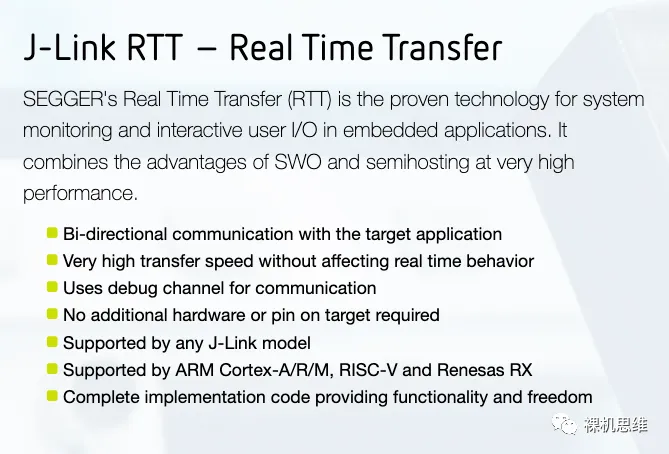 J-Link RTT – Real Time Transfer
SEGGER's Real Time Transfer (RTT) is the proven technology for system
monitoring and interactive user I/O in embedded applications. It
combines the advantages of SWO and semihosting at very high
performance.
Bi-directional communication with the target application
Very high transfer speed without affecting real time behavior
Uses debug channel for communication
No additional hardware or pin on target required
Supported by any J-Link model
Supported by ARM Cortex-A/R/M, RISC-V and Renesas RX
Complete implementation code providing functionality and freedom
裸机思维